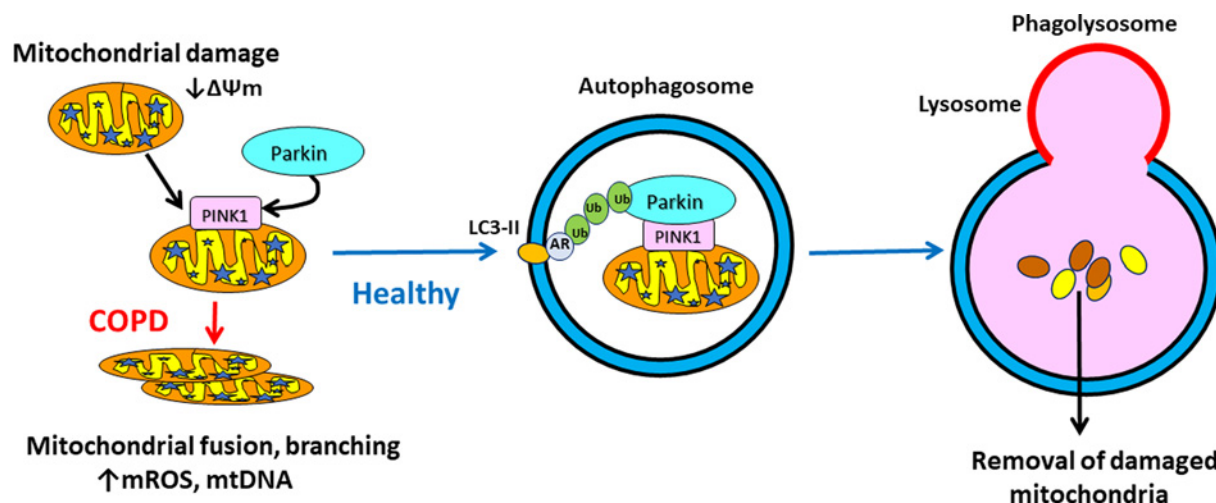 Mitochondrial damage
↓ΔΨm
Parkin
PINK1
COPD
Mitochondrial fusion, branching
↑mROS, mtDNA
Healthy
Autophagosome
LC3-II
AR
Ub
Ub
Ub
Parkin
PINK1
Phagolysosome
Lysosome
Removal of damaged
mitochondria